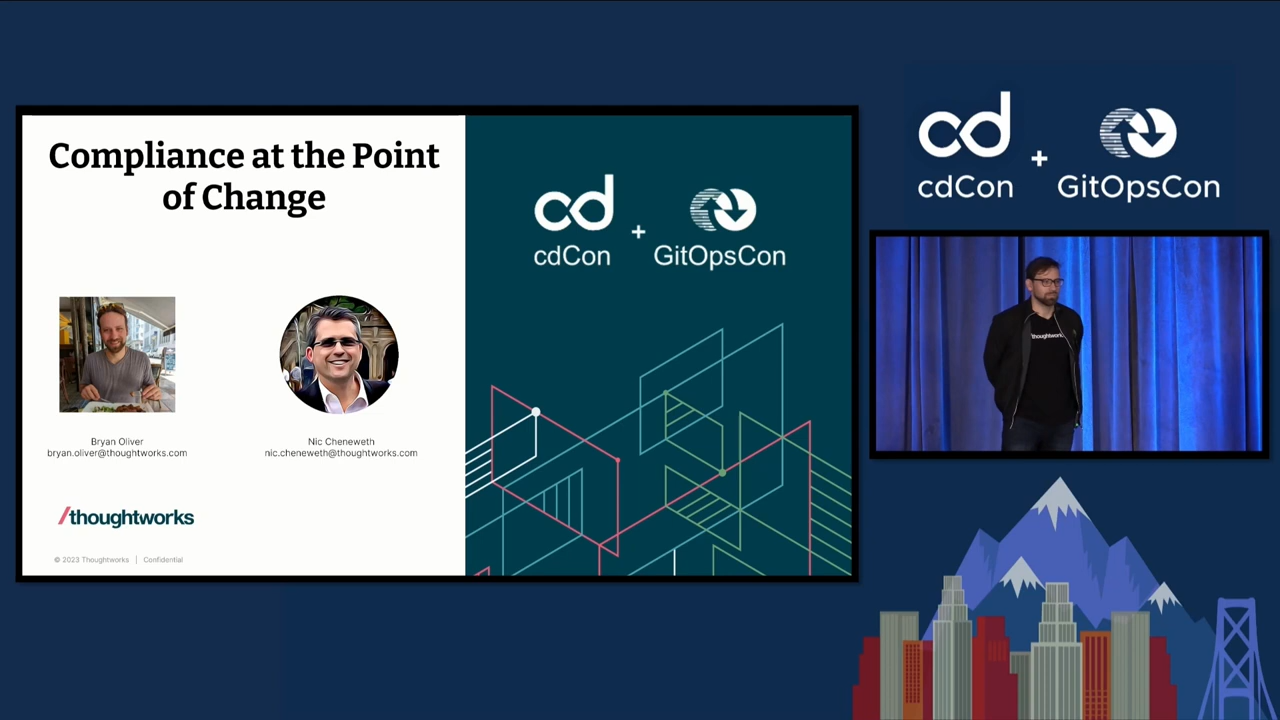 Compliance at the Point
of Change
Bryan Oliver
bryan.oliver@thoughtworks.com
Nic Cheneweth
nic.cheneweth@thoughtworks.com
/thoughtworks
© 2023 Thoughtworks | Confidential
cd
cdCon
+
GitOpsCon
cd
cdCon
+
GitOpsCon
thoughtworks